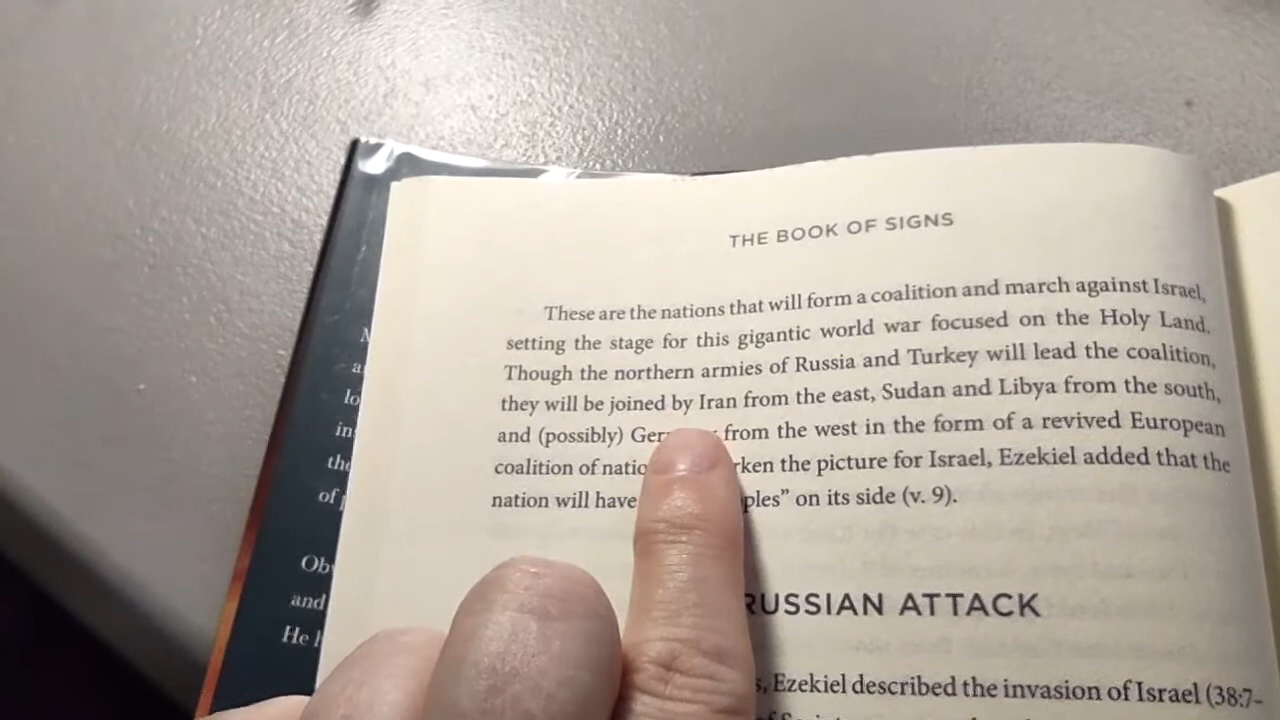 THE BOOK OF SIGNS
These are the nations that will form a coalition and march against Israel,
setting the stage for this gigantic world war focused on the Holy Land.
Though the northern armies of Russia and Turkey will lead the coalition,
they will be joined by Iran from the east, Sudan and Libya from the south,
and (possibly) from the west in the form of a revived European
coalition of the picture for Israel, Ezekiel added that the
nation will have on its side (v. 9).
RUSSIAN ATTACK
Ezekiel described the invasion of Israel (38:7–
the
of
and